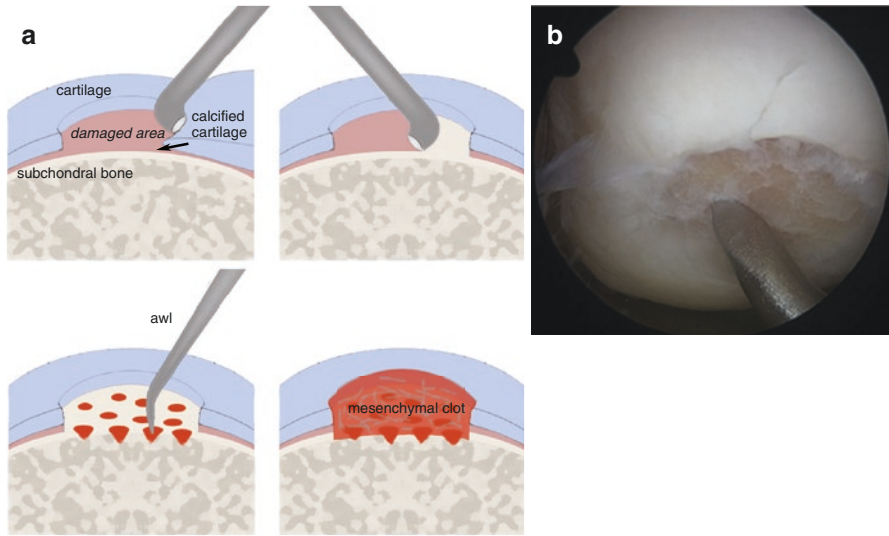 a
cartilage
calcified
cartilage
damaged area
subchondral bone
b
awl
mesenchymal clot